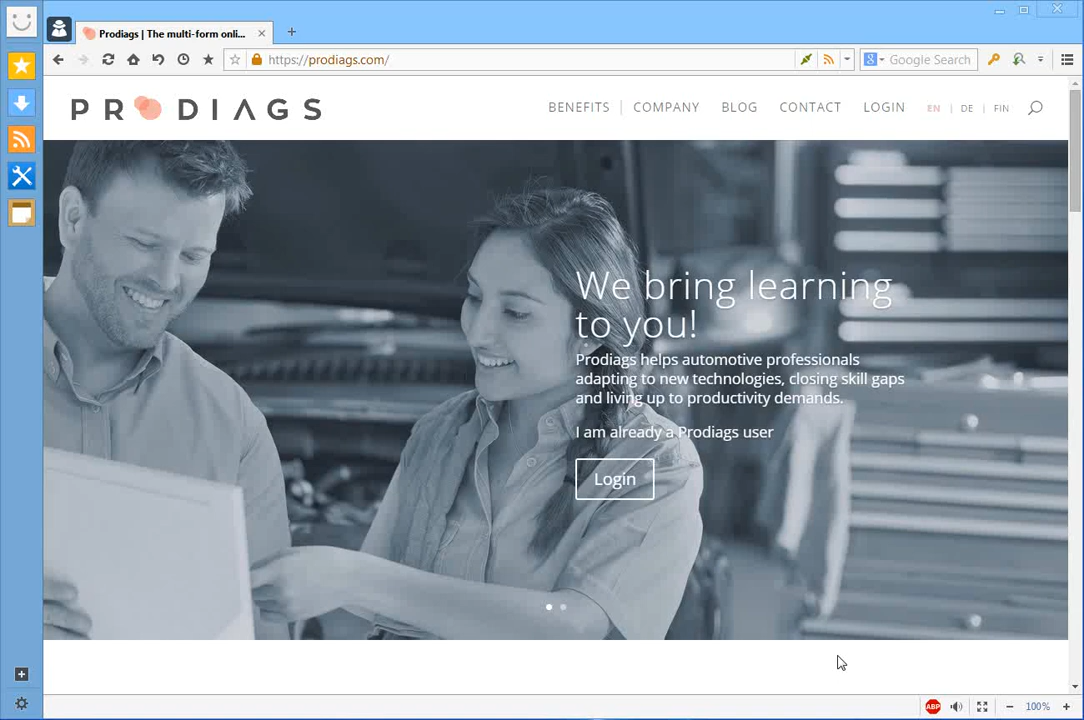 Prodiags | The multi-form onli...
https://prodiags.com/
Google Search
PRODIAGS
BENEFITS | COMPANY BLOG CONTACT LOGIN EN | DE | FIN
We bring learning
to you!
Prodiags helps automotive professionals
adapting to new technologies, closing skill gaps
and living up to productivity demands.
I am already a Prodiags user
Login
ABP
100%